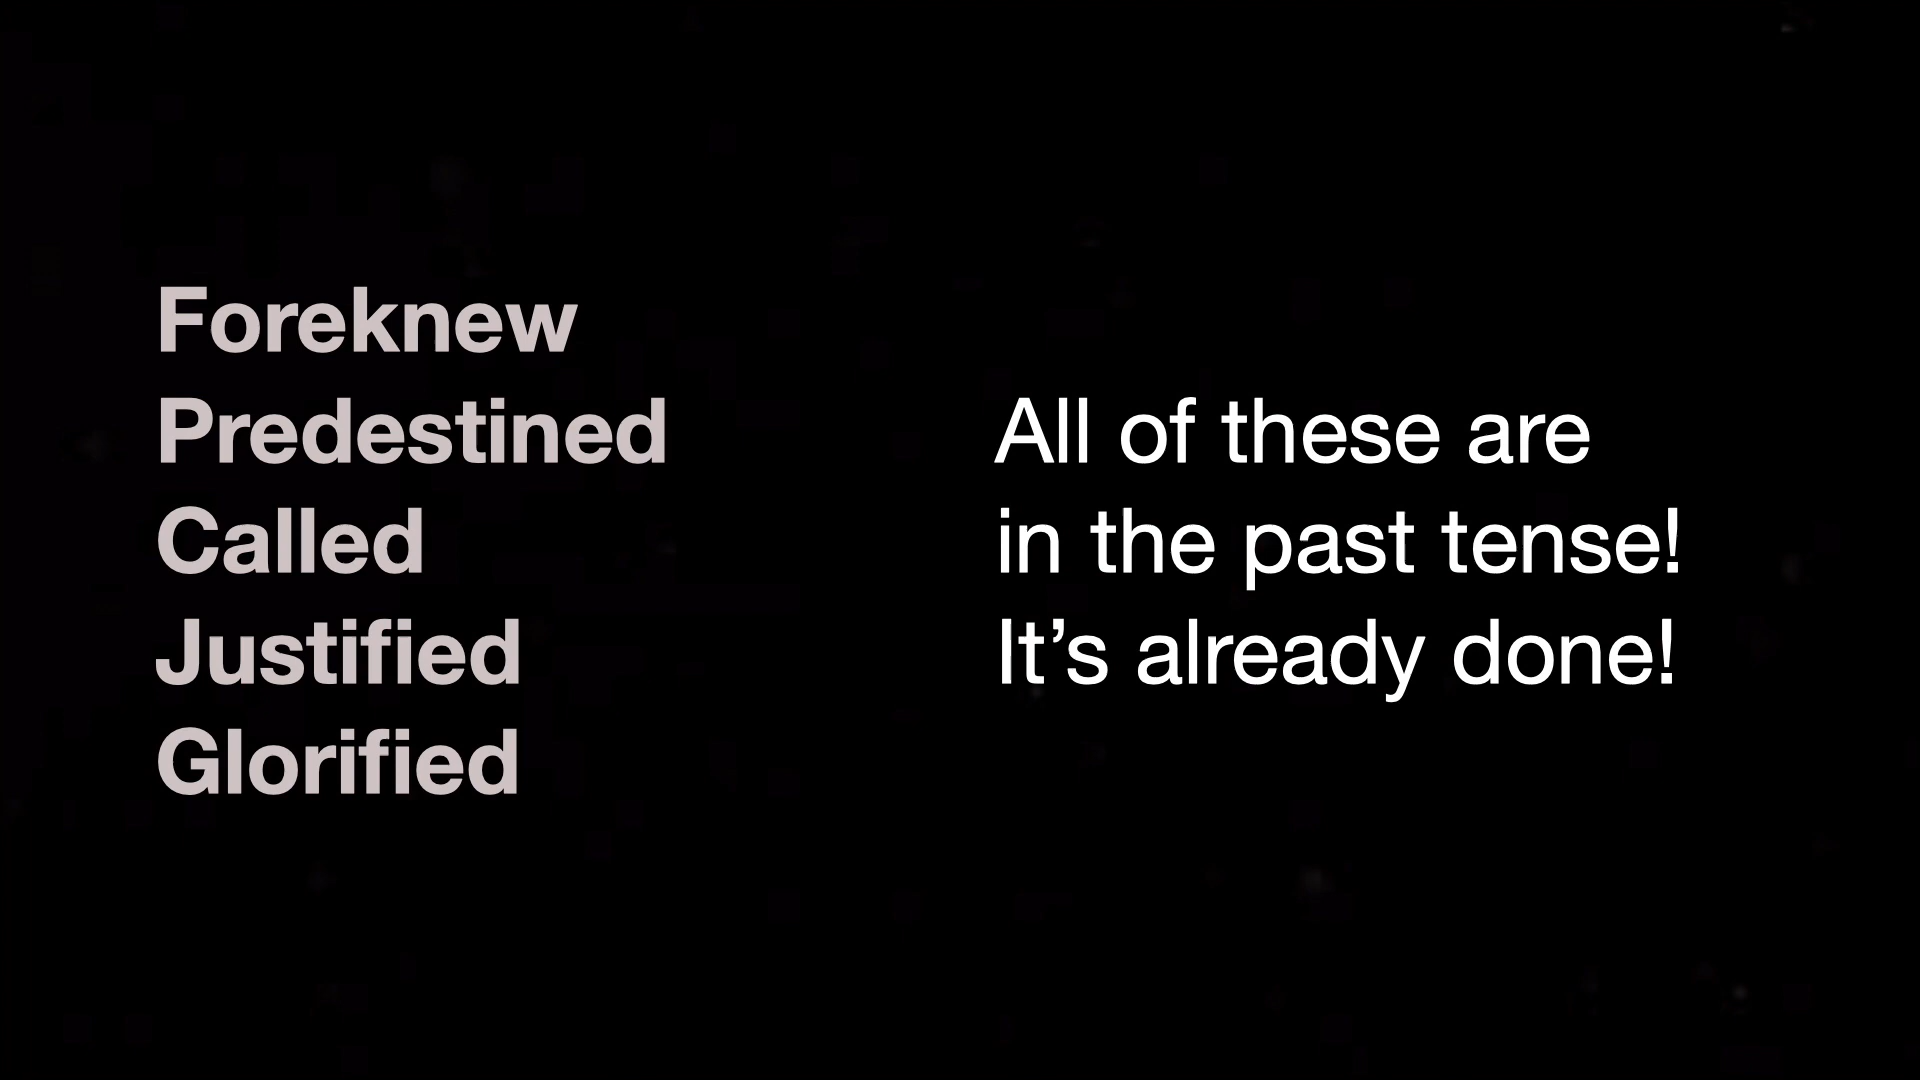 Foreknew
Predestined
Called
Justified
Glorified
All of these are
in the past tense!
It’s already done!